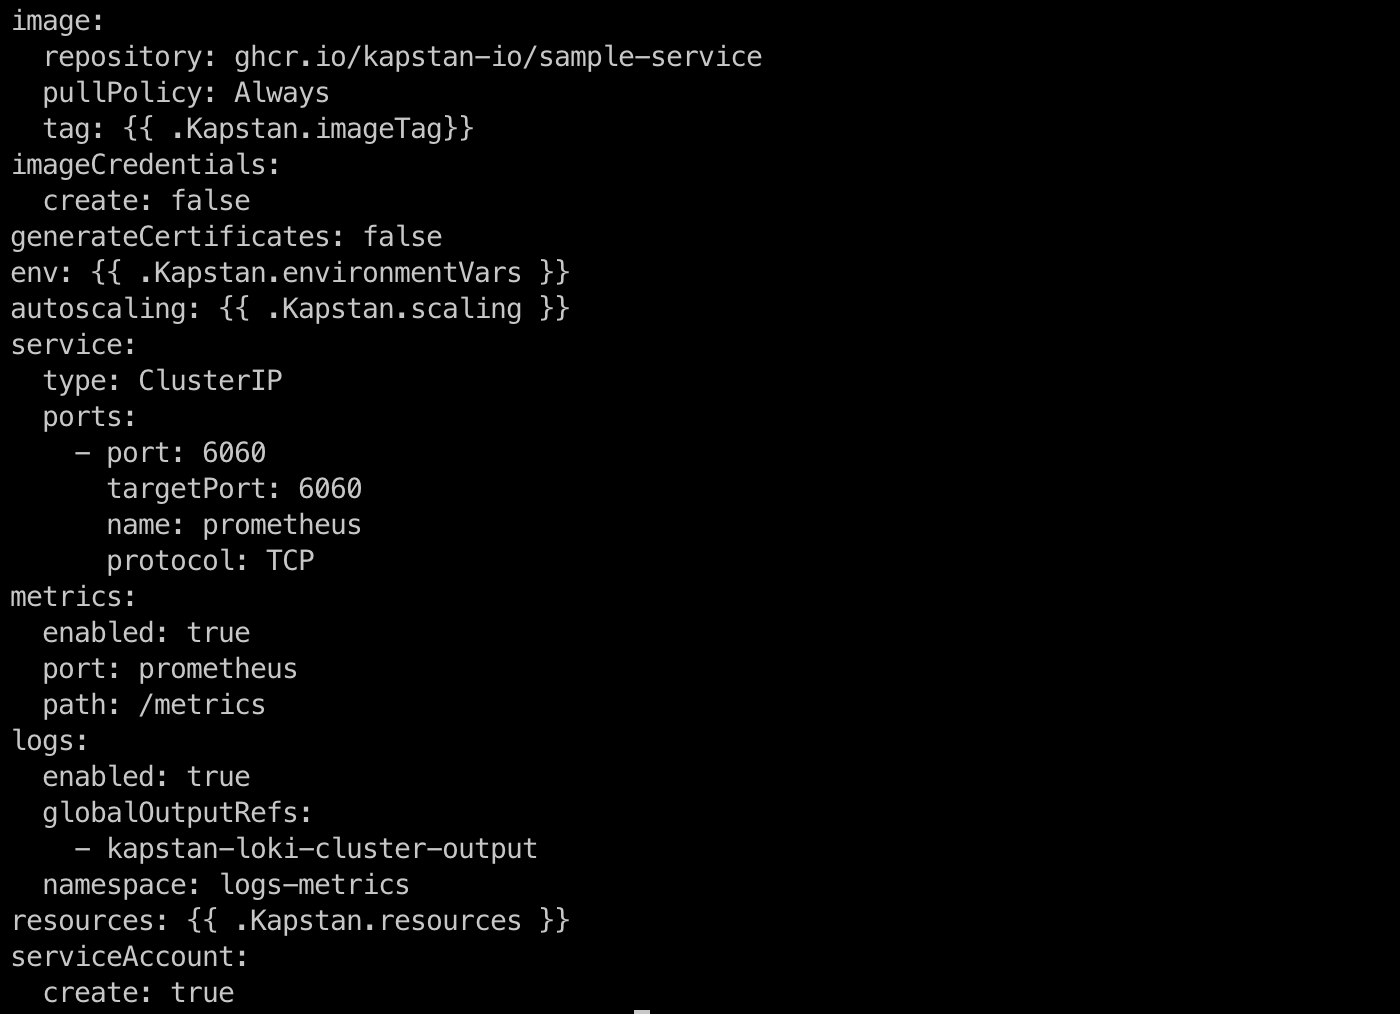 image:
  repository: ghcr.io/kapstan-io/sample-service
  pullPolicy: Always
  tag: {{ .Kapstan.imageTag}}
imageCredentials:
  create: false
generateCertificates: false
env: {{ .Kapstan.environmentVars }}
autoscaling: {{ .Kapstan.scaling }}
service:
  type: ClusterIP
  ports:
    - port: 6060
      targetPort: 6060
      name: prometheus
      protocol: TCP
metrics:
  enabled: true
  port: prometheus
  path: /metrics
logs:
  enabled: true
  globalOutputRefs:
    - kapstan-loki-cluster-output
  namespace: logs-metrics
resources: {{ .Kapstan.resources }}
serviceAccount:
  create: true